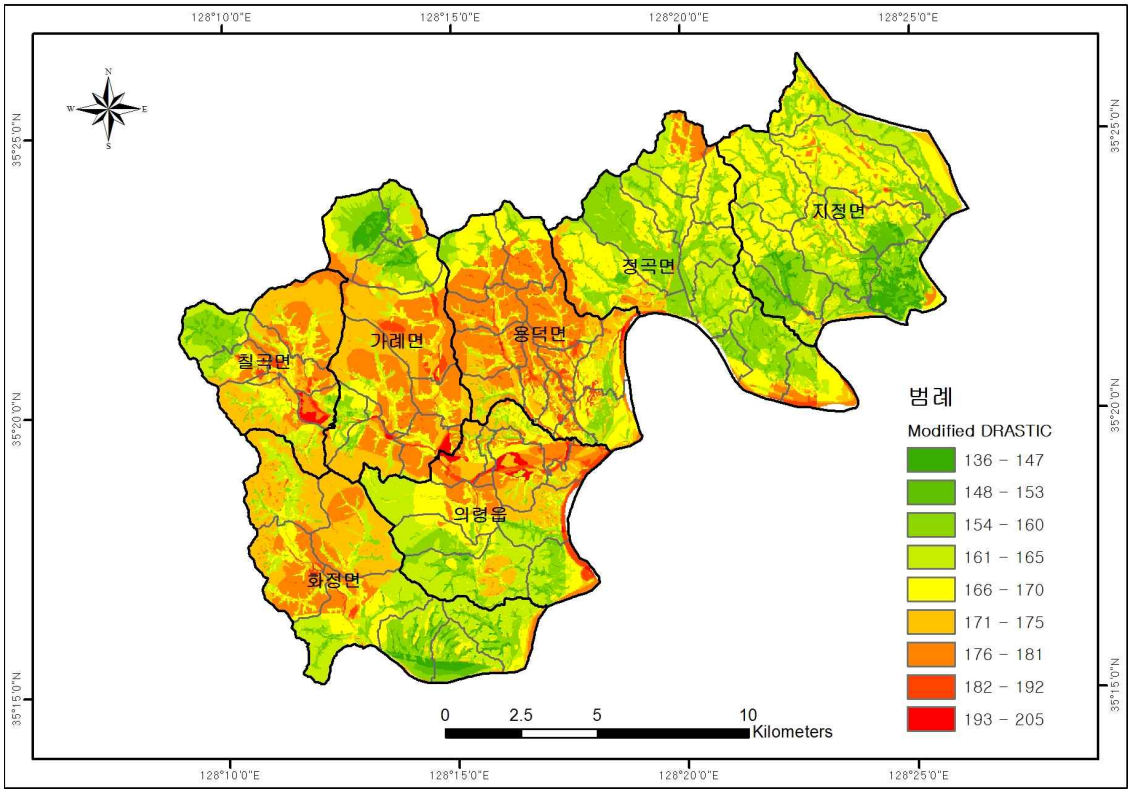 128°10'0"E 128°15'0"E 128°20'0"E 128°25'0"E
N
W E
S
35°25'0"N 35°25'0"N
지정면
정곡면
용덕면
가례면
칠곡면
35°20'0"N 35°20'0"N
의령읍
화정면
35°15'0"N 35°15'0"N
범례
Modified DRASTIC
136 - 147
148 - 153
154 - 160
161 - 165
166 - 170
171 - 175
176 - 181
182 - 192
193 - 205
0 2.5 5 10
Kilometers
128°10'0"E 128°15'0"E 128°20'0"E 128°25'0"E